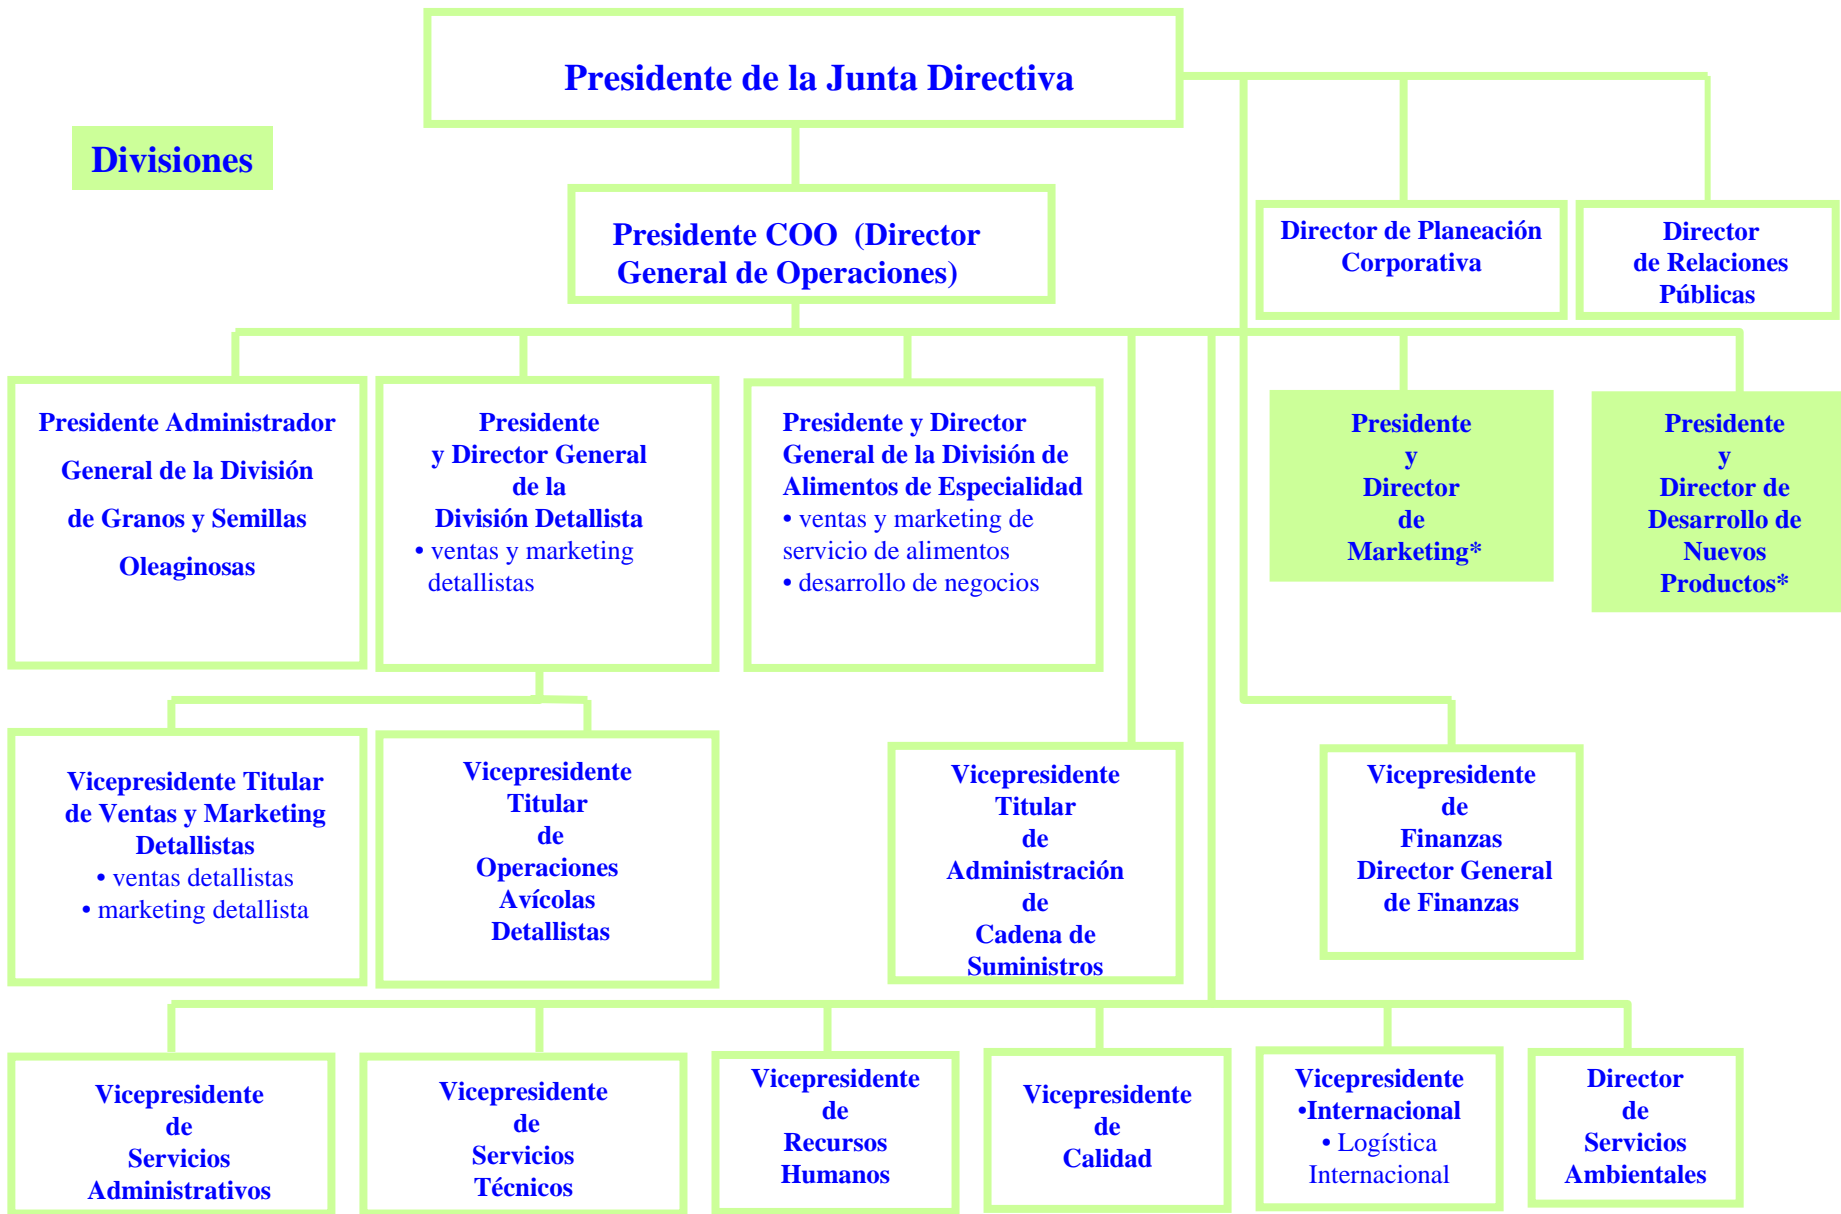 Presidente de la Junta Directiva
Divisiones
Presidente COO (Director
General de Operaciones)
Director de Planeación
Corporativa
Director
de Relaciones
Públicas
Presidente Administrador
General de la División
de Granos y Semillas
Oleaginosas
Presidente
y Director General
de la
División Detallista
• ventas y marketing
detallistas
Presidente y Director
General de la División de
Alimentos de Especialidad
• ventas y marketing de
servicio de alimentos
• desarrollo de negocios
Presidente
y
Director
de
Marketing*
Presidente
y
Director de
Desarrollo de
Nuevos
Productos*
Vicepresidente Titular
de Ventas y Marketing
Detallistas
• ventas detallistas
• marketing detallista
Vicepresidente
Titular
de
Operaciones
Avícolas
Detallistas
Vicepresidente
Titular
de
Administración
de
Cadena de
Suministros
Vicepresidente
de
Finanzas
Director General
de Finanzas
Vicepresidente
de
Servicios
Administrativos
Vicepresidente
de
Servicios
Técnicos
Vicepresidente
de
Recursos
Humanos
Vicepresidente
de
Calidad
Vicepresidente
•Internacional
• Logística
Internacional
Director
de
Servicios
Ambientales